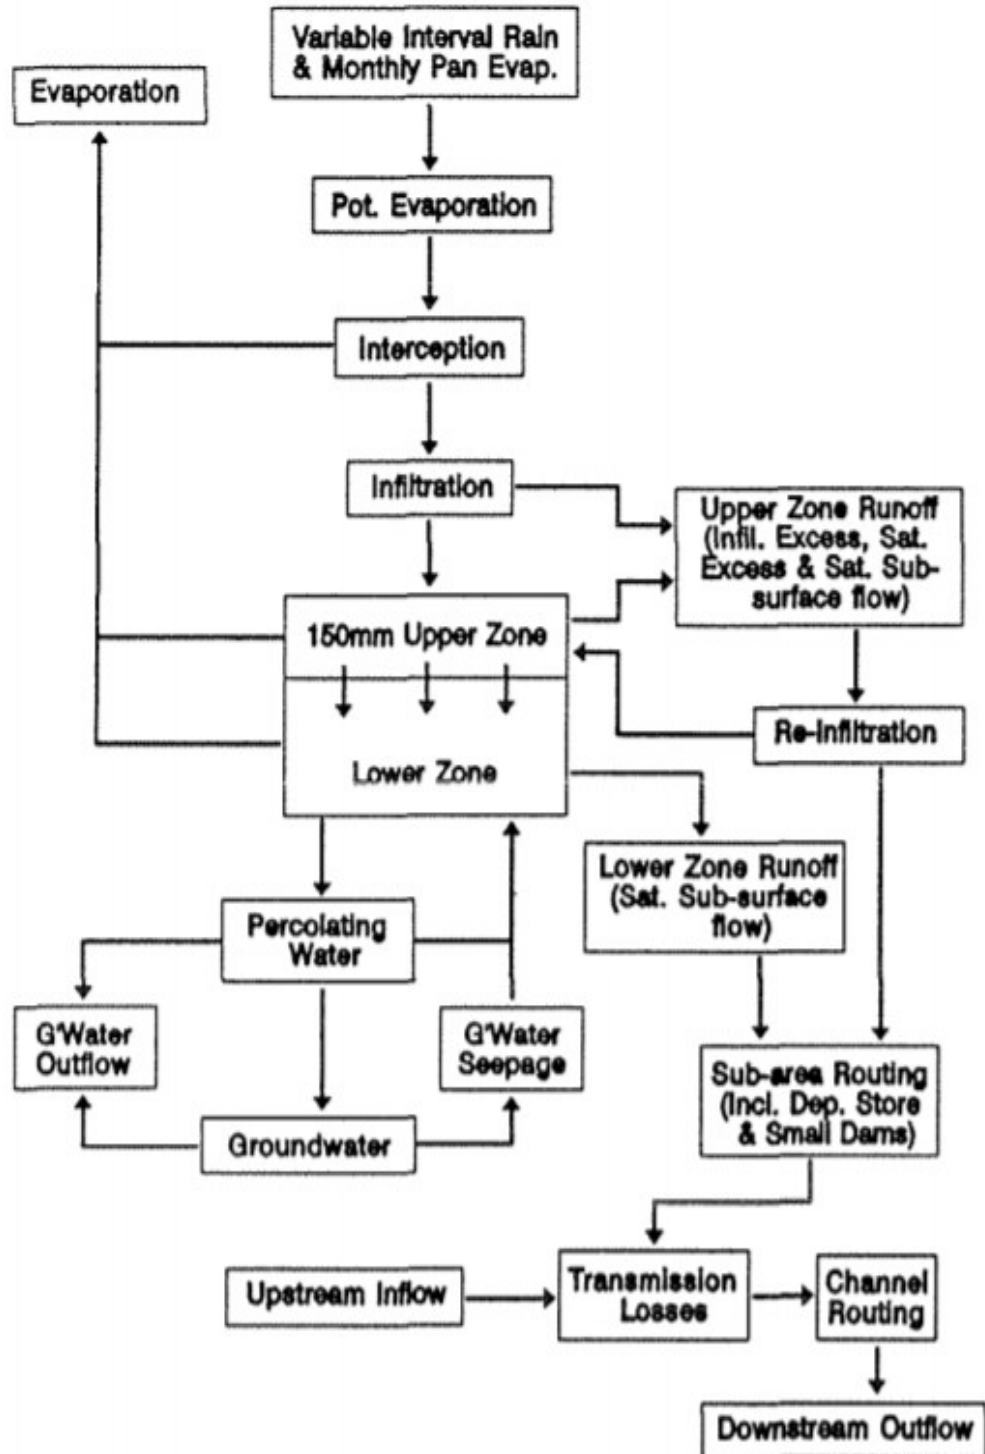 Variable Interval Rain
& Monthly Pan Evap.
Evaporation
Pot. Evaporation
Interception
Infiltration
Upper Zone Runoff
(Infil. Excess, Sat.
Excess & Sat. Sub-
surface flow)
150mm Upper Zone
Re-Infiltration
Lower Zone
Lower Zone Runoff
(Sat. Sub-surface
flow)
Percolating
Water
G'Water
Outflow
G'Water
Seepage
Sub-area Routing
(Incl. Dep. Store
& Small Dams)
Groundwater
Upstream Inflow
Transmission
Losses
Channel
Routing
Downstream Outflow